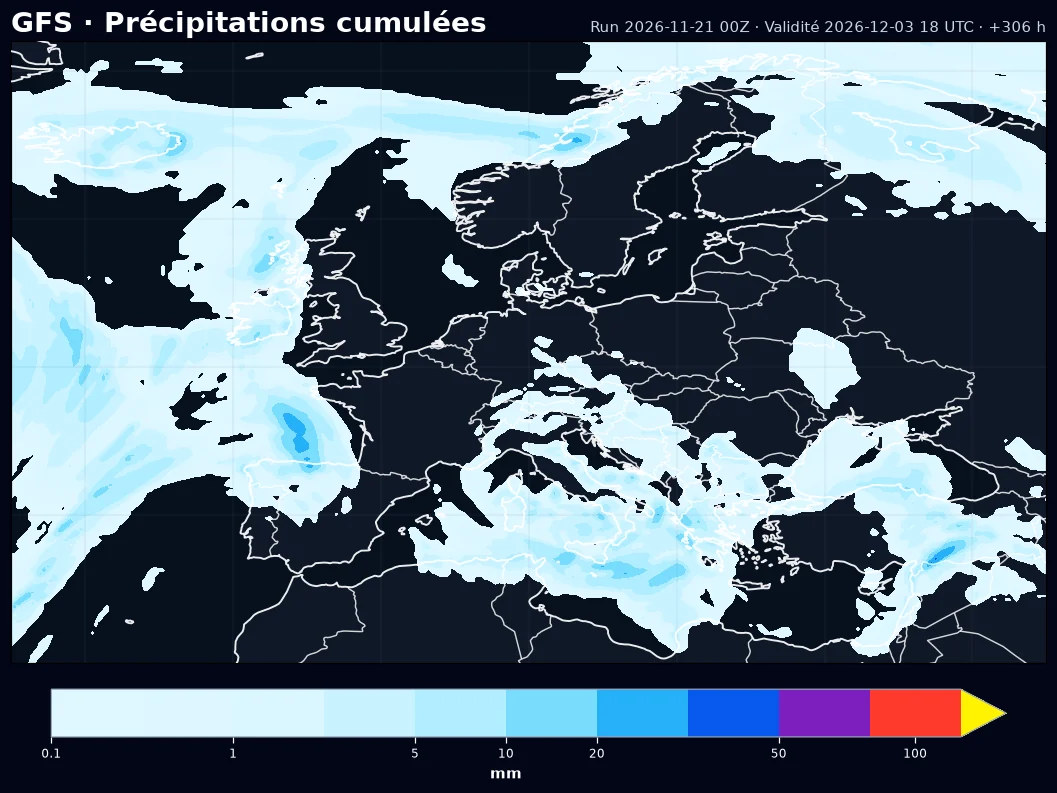 GFS · Précipitations cumulées
Run 2026-11-21 00Z · Validité 2026-12-03 18 UTC · +306 h
0.1 1 5 10 20 50 100
mm